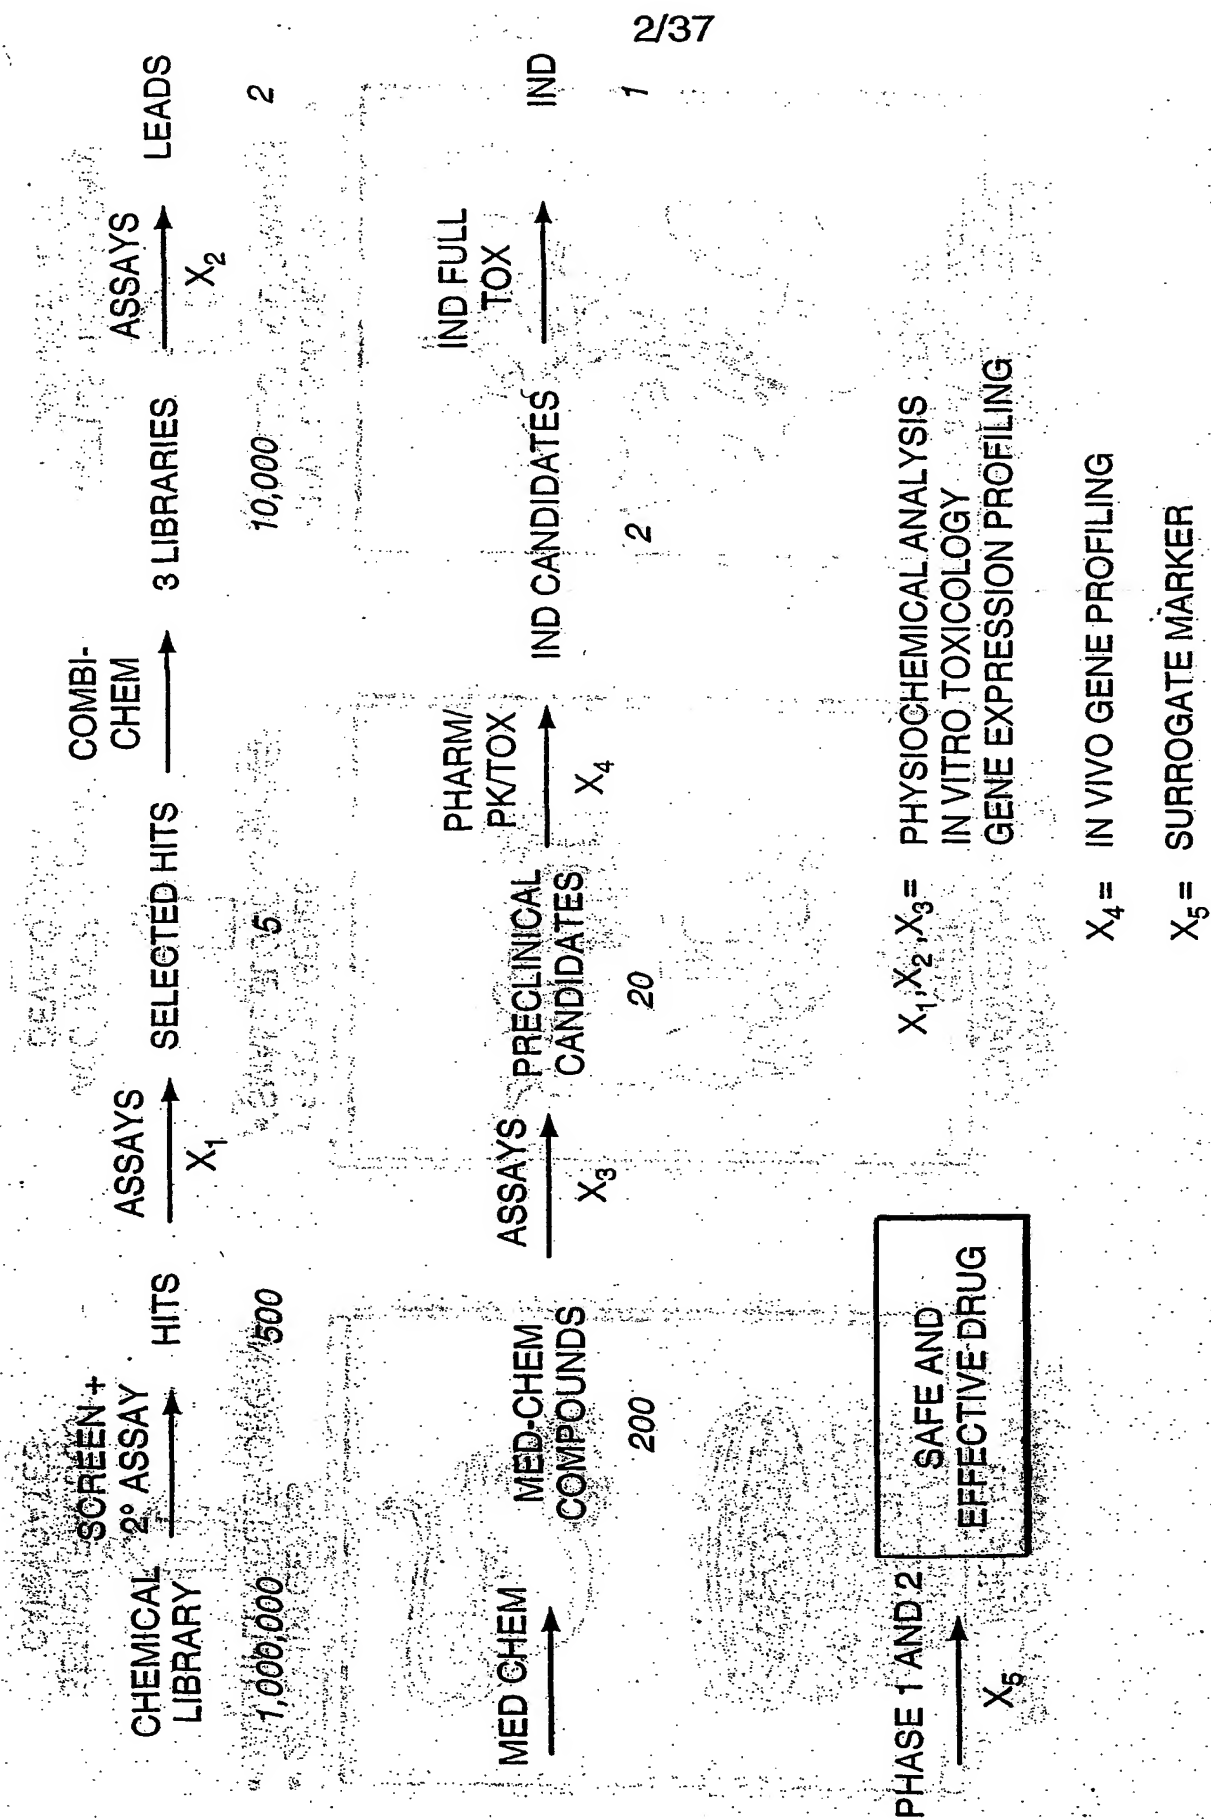 2/37
SCREEN +
2° ASSAY
ASSAYS
COMBI-
CHEM
ASSAYS
CHEMICAL
LIBRARY
HITS
SELECTED HITS
3 LIBRARIES
LEADS
X₁
X₂
1,000,000
500
5
10,000
2
MED CHEM
MED-CHEM
COMPOUNDS
ASSAYS
X₃
PRECLINICAL
CANDIDATES
PHARM/
PK/TOX
X₄
IND CANDIDATES
IND FULL
TOX
IND
200
20
2
1
PHASE 1 AND 2
X₅
SAFE AND
EFFECTIVE DRUG
X₁,X₂,X₃= PHYSIOCHEMICAL ANALYSIS
IN VITRO TOXICOLOGY
GENE EXPRESSION PROFILING
X₄= IN VIVO GENE PROFILING
X₅= SURROGATE MARKER